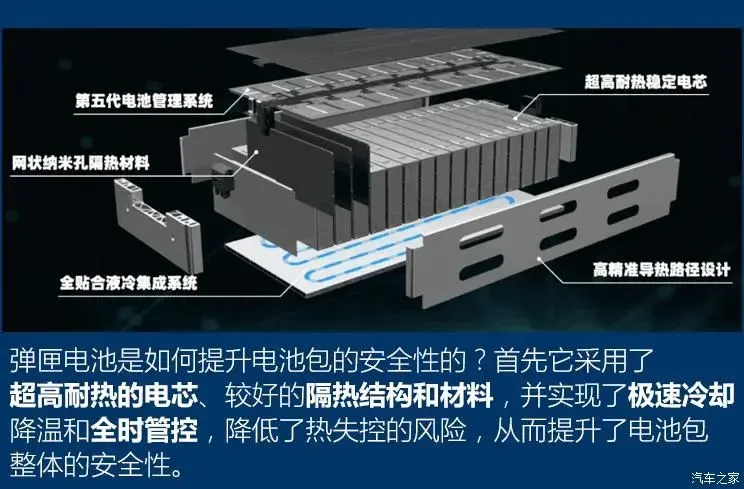 第五代电池管理系统
超高耐热稳定电芯
网状纳米孔隔热材料
全贴合液冷集成系统
高精准导热路径设计
弹匣电池是如何提升电池包的安全性的？首先它采用了
超高耐热的电芯、较好的隔热结构和材料，并实现了极速冷却
降温和全时管控，降低了热失控的风险，从而提升了电池包
整体的安全性。
汽车之家